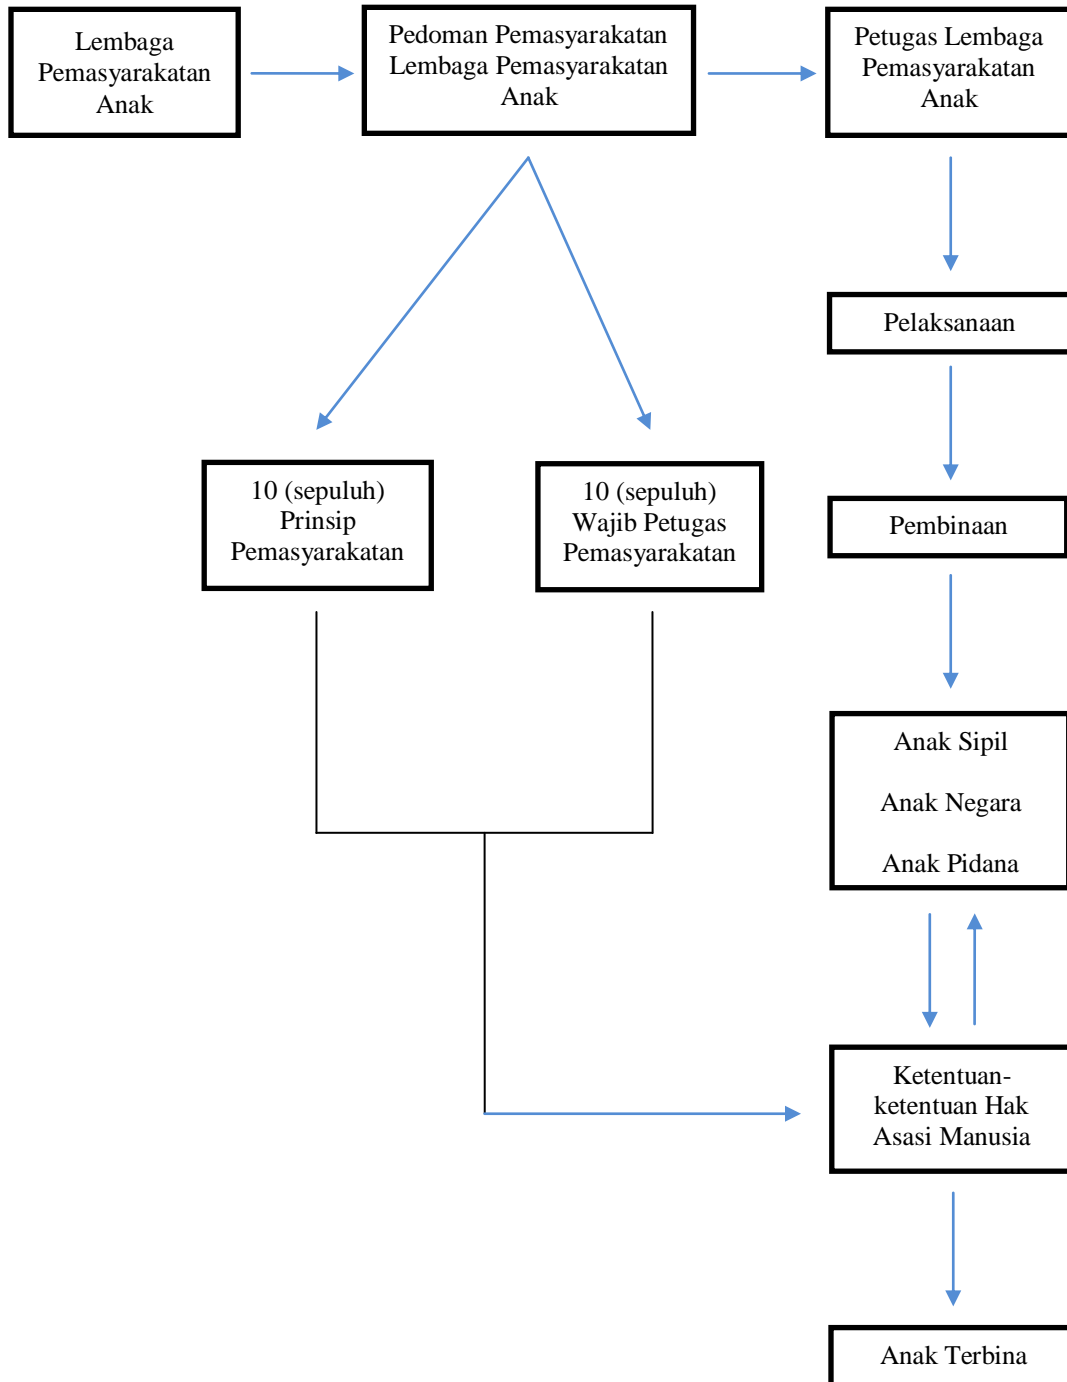 Lembaga
Pemasyarakatan
Anak
Pedoman Pemasyarakatan
Lembaga Pemasyarakatan
Anak
Petugas Lembaga
Pemasyarakatan
Anak
Pelaksanaan
10 (sepuluh)
Prinsip
Pemasyarakatan
10 (sepuluh)
Wajib Petugas
Pemasyarakatan
Pembinaan
Anak Sipil
Anak Negara
Anak Pidana
Ketentuan-
ketentuan Hak
Asasi Manusia
Anak Terbina